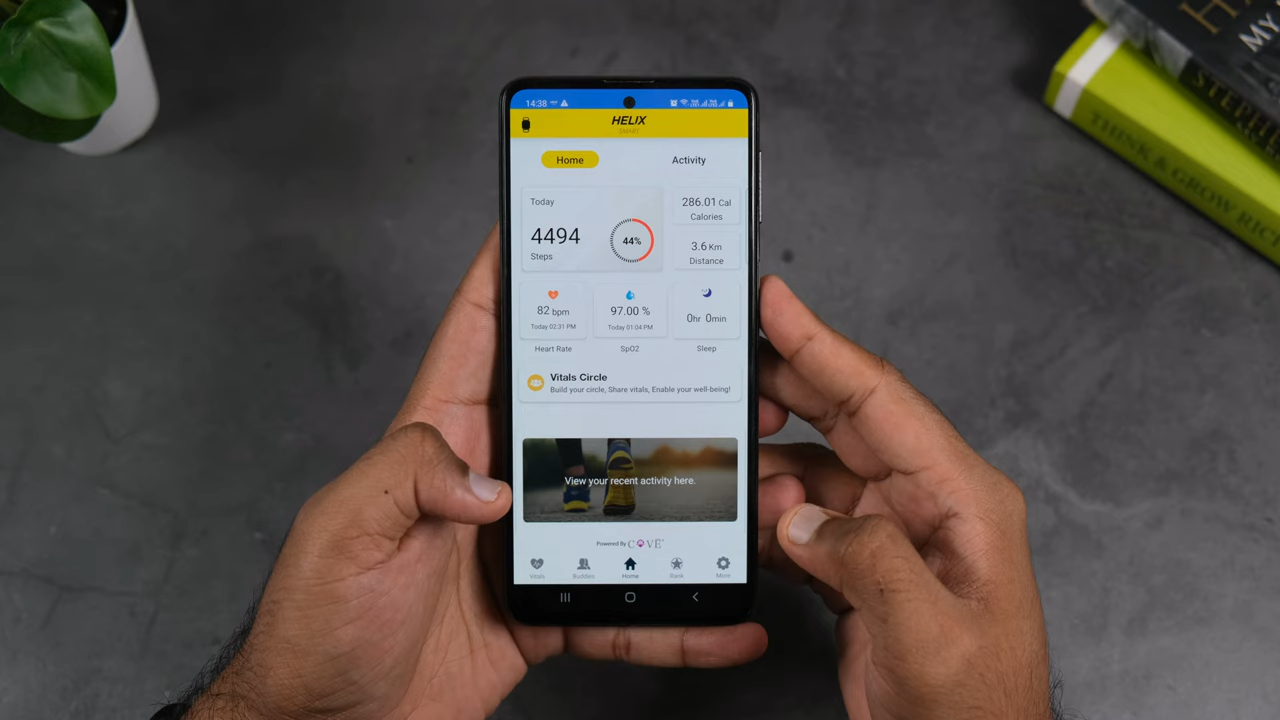 14:38
HELIX
SMART
Home
Activity
Today
4494
Steps
44%
286.01 Cal
Calories
3.6 Km
Distance
82 bpm
Today 02:31 PM
Heart Rate
97.00 %
Today 01:04 PM
SpO2
0hr 0min
Sleep
Vitals Circle
Build your circle, Share vitals, Enable your well-being!
View your recent activity here.
Powered By COVE
Vitals
Buddies
Home
Rank
More
MY
STEPHE
THINK & GROW RICH